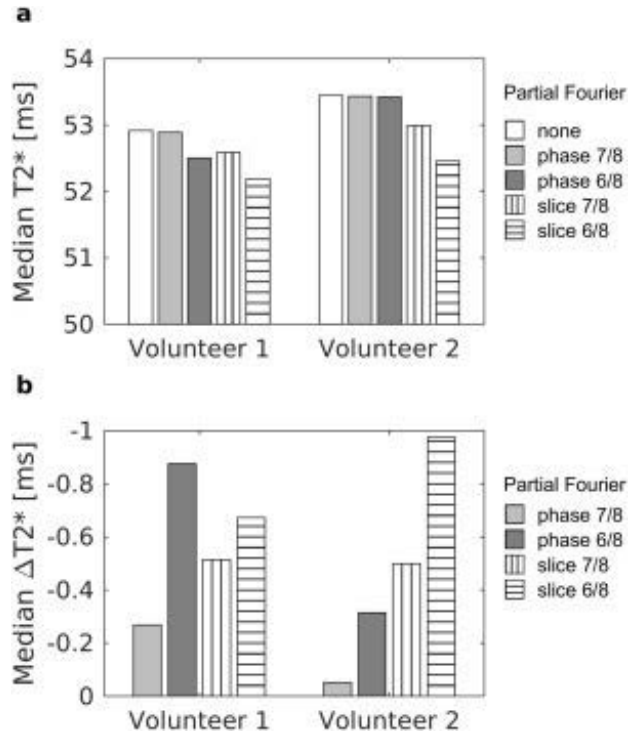 a
54
53
52
51
50
Median T2* [ms]
Volunteer 1
Volunteer 2
Partial Fourier
none
phase 7/8
phase 6/8
slice 7/8
slice 6/8
b
-1
-0.8
-0.6
-0.4
-0.2
0
Median ΔT2* [ms]
Volunteer 1
Volunteer 2
Partial Fourier
phase 7/8
phase 6/8
slice 7/8
slice 6/8